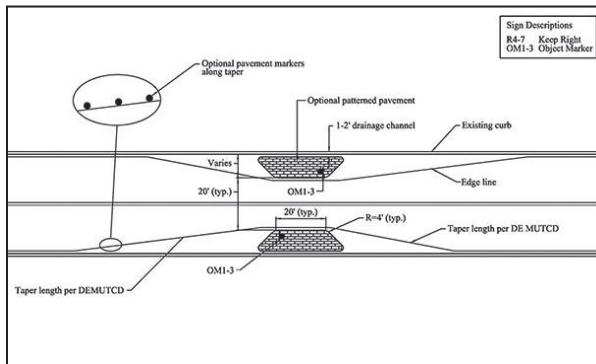 Sign Descriptions
R4-7 Keep Right
OM1-3 Object Marker
Optional pavement markers
along taper
Optional patterned pavement
1-2' drainage channel
Existing curb
Varies
OM1-3
Edge line
20' (typ.)
20' (typ.)
R=4' (typ.)
Taper length per DE MUTCD
OM1-3
Taper length per DEMUTCD